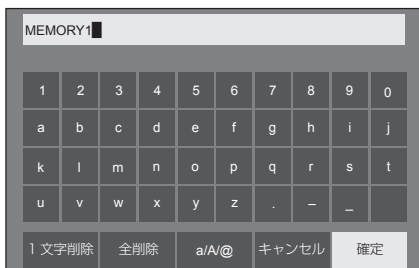 MEMORY1
1 2 3 4 5 6 7 8 9 0
a b c d e f g h i j
k l m n o p q r s t
u v w x y z . – _
1文字削除 全削除 a/A/@ キャンセル 確定